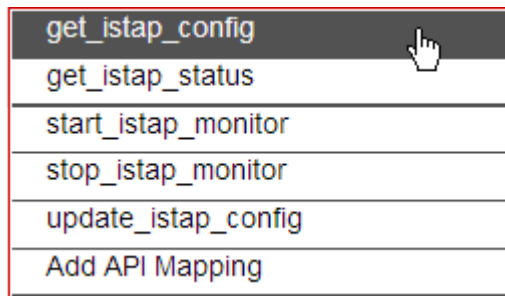 get_istap_config
get_istap_status
start_istap_monitor
stop_istap_monitor
update_istap_config
Add API Mapping